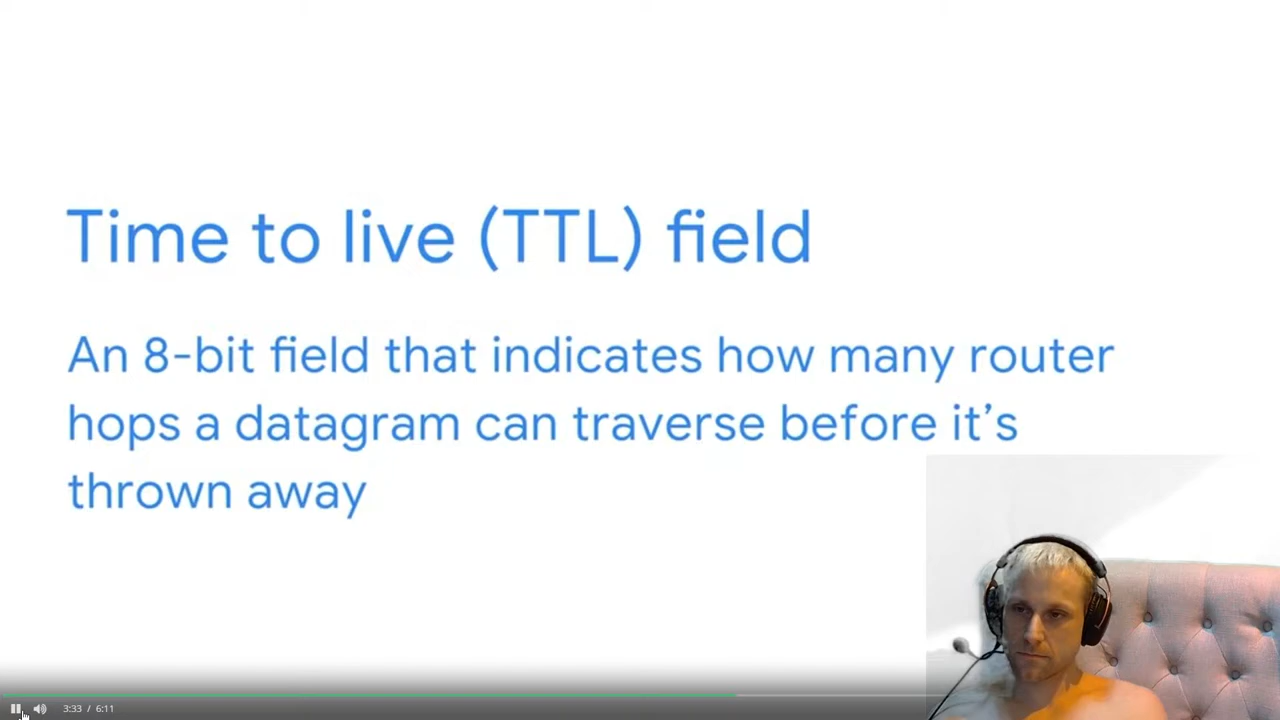 Time to live (TTL) field
An 8-bit field that indicates how many router
hops a datagram can traverse before it's
thrown away
3:33 / 6:11